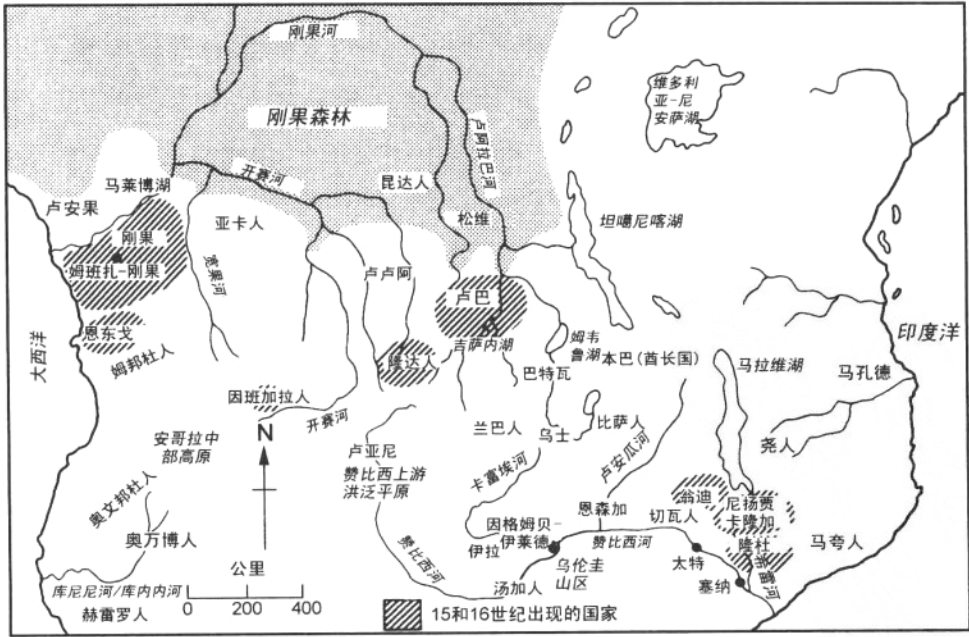 刚果河
维多利
亚-尼
安萨湖
刚果森林
卢阿拉巴河
开赛河
昆达人
马莱博湖
卢安果
亚卡人
松维
坦噶尼喀湖
刚果
姆班扎-刚果
宽果河
卢卢阿
卢巴
大西洋
恩东戈
姆邦杜人
吉萨内湖
姆韦
鲁湖
本巴(酋长国)
印度洋
隆达人
巴特瓦
马拉维湖
马孔德
因班加拉人
开赛河
比萨人
N
兰巴人
乌士
卢安瓜河
尧人
安哥拉中
部高原
卢亚尼
赞比西上游
洪泛平原
卡富埃河
奥文邦杜人
翁迪
尼扬贾
卡隆加
恩森加
切瓦人
奥万博人
因格姆贝-
伊莱德
伊拉
赞比西河
赞比西河
隆杜
马夸人
希雷河
太特
公里
乌伦圭
山区
汤加人
塞纳
库尼尼河/库内内河
赫雷罗人
0 200 400
15和16世纪出现的国家